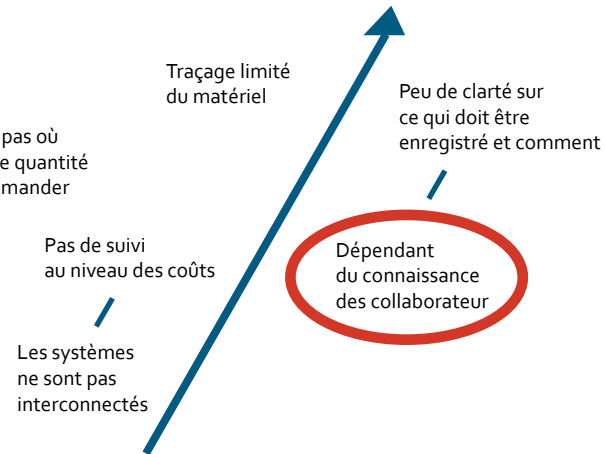 Traçage limité
du matériel
Peu de clarté sur
ce qui doit être
enregistré et comment
pas où
e quantité
mander
Pas de suivi
au niveau des coûts
Dépendant
du connaissance
des collaborateur
Les systèmes
ne sont pas
interconnectés